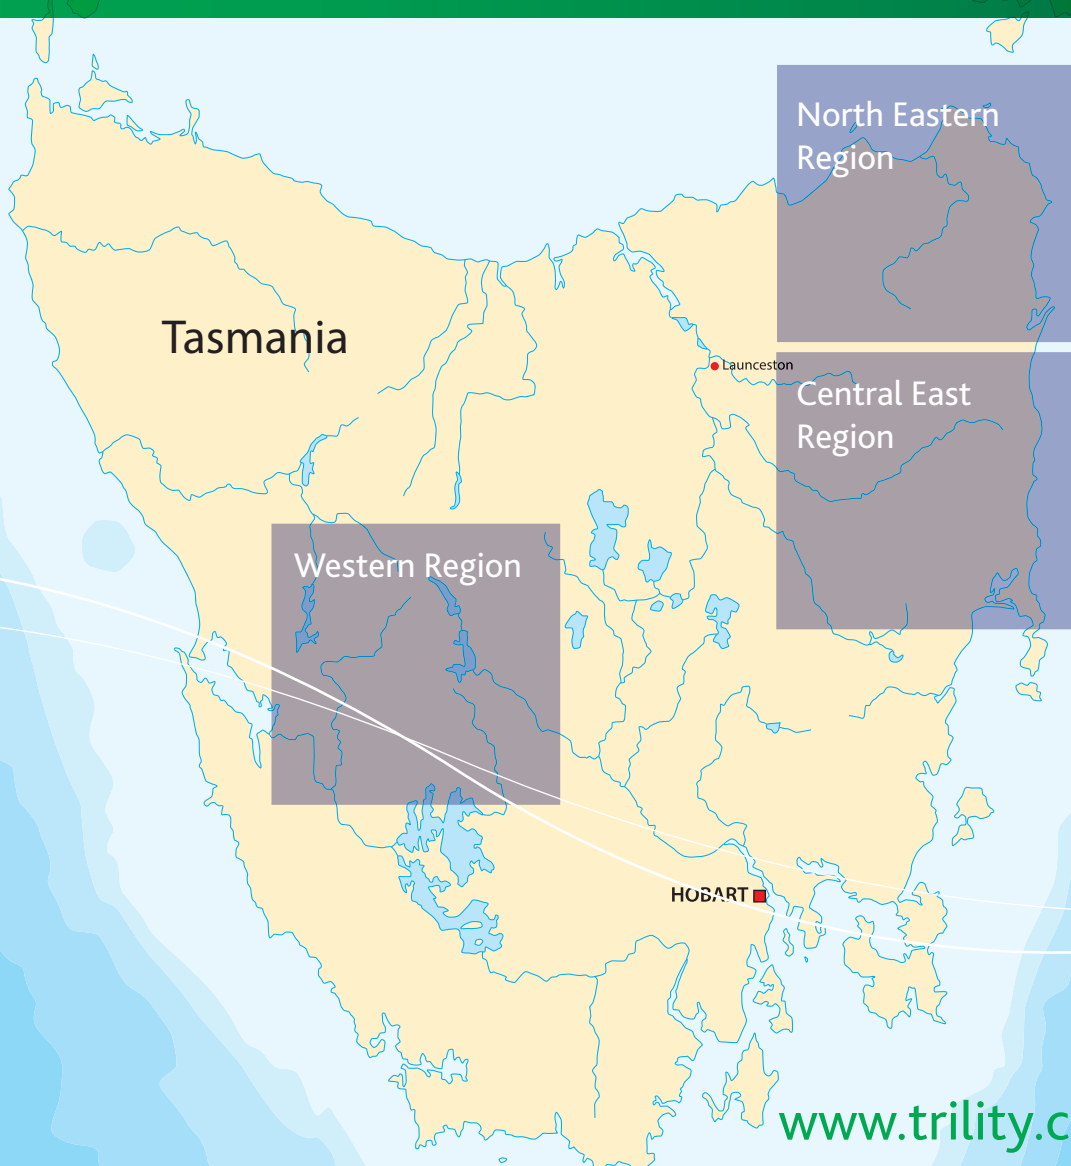 North Eastern
Region
Tasmania
Launceston
Central East
Region
Western Region
HOBART
www.trility.c